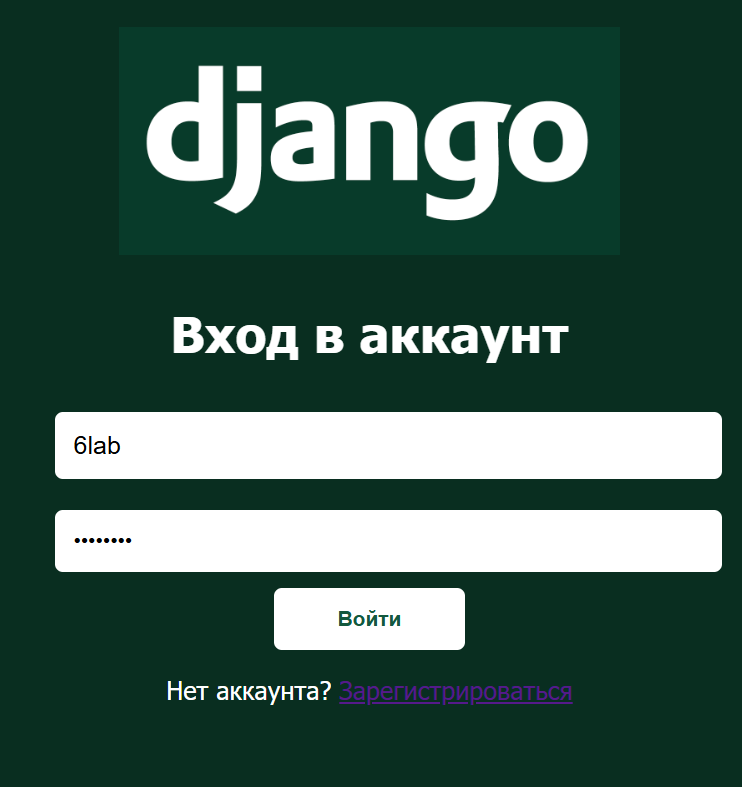 django
Вход в аккаунт
6lab
••••••••
Войти
Нет аккаунта? Зарегистрироваться